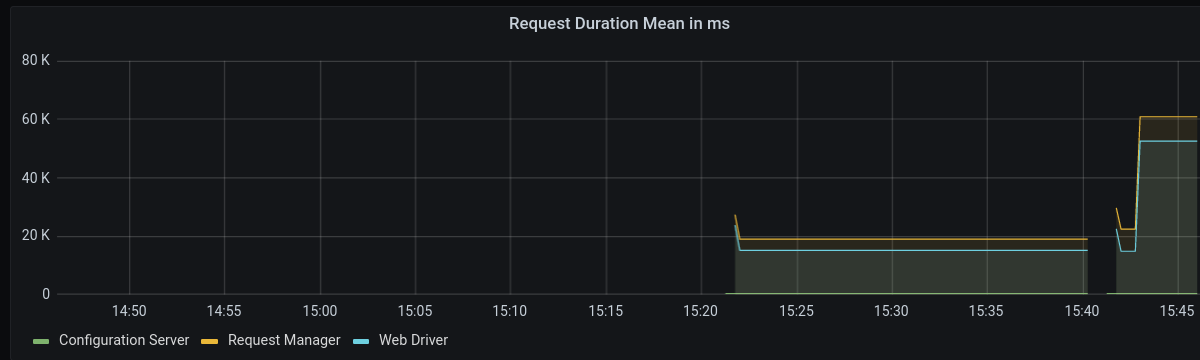 Request Duration Mean in ms
80 K
60 K
40 K
20 K
0
14:50 14:55 15:00 15:05 15:10 15:15 15:20 15:25 15:30 15:35 15:40 15:45
Configuration Server Request Manager Web Driver